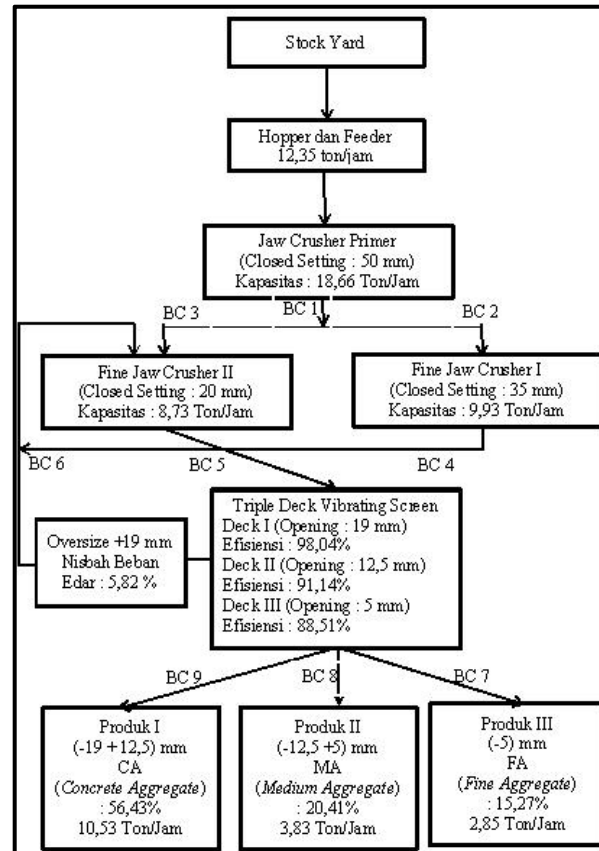 Stock Yard
Hopper dan Feeder
12,35 ton/jam
Jaw Crusher Primer
(Closed Setting : 50 mm)
Kapasitas : 18,66 Ton/Jam
BC 3
BC 1
BC 2
Fine Jaw Crusher II
(Closed Setting : 20 mm)
Kapasitas : 8,73 Ton/Jam
Fine Jaw Crusher I
(Closed Setting : 35 mm)
Kapasitas : 9,93 Ton/Jam
BC 6
BC 5
BC 4
Oversize +19 mm
Nisbah Beban
Edar : 5,82 %
Triple Deck Vibrating Screen
Deck I (Opening : 19 mm)
Efisiensi : 98,04%
Deck II (Opening : 12,5 mm)
Efisiensi : 91,14%
Deck III (Opening : 5 mm)
Efisiensi : 88,51%
BC 9
BC 8
BC 7
Produk I
(-19 + 12,5) mm
CA
(Concrete Aggregate)
: 56,43%
10,53 Ton/Jam
Produk II
(-12,5 +5) mm
MA
(Medium Aggregate)
: 20,41%
3,83 Ton/Jam
Produk III
(-5) mm
FA
(Fine Aggregate)
: 15,27%
2,85 Ton/Jam